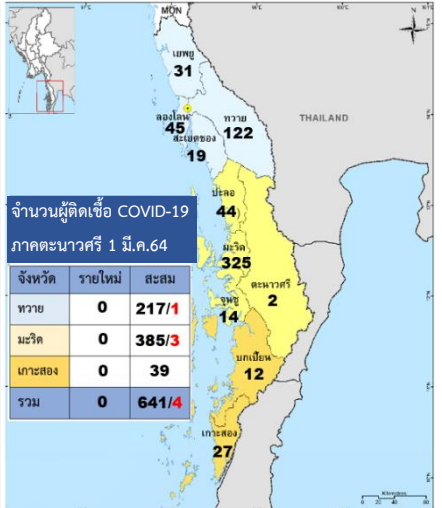 MON
N
เยพยู
31
ลองโลน
45
ทวาย
122
สะเยดชอง
19
THAILAND
ปะลอ
44
มะริด
325
ตะนาวศรี
2
จุนซู
14
บกเปี้ยน
12
เกาะสอง
27
จำนวนผู้ติดเชื้อ COVID-19
ภาคตะนาวศรี 1 มี.ค.64
จังหวัด รายใหม่ สะสม
ทวาย 0 217/1
มะริด 0 385/3
เกาะสอง 0 39
รวม 0 641/4
Kilometers